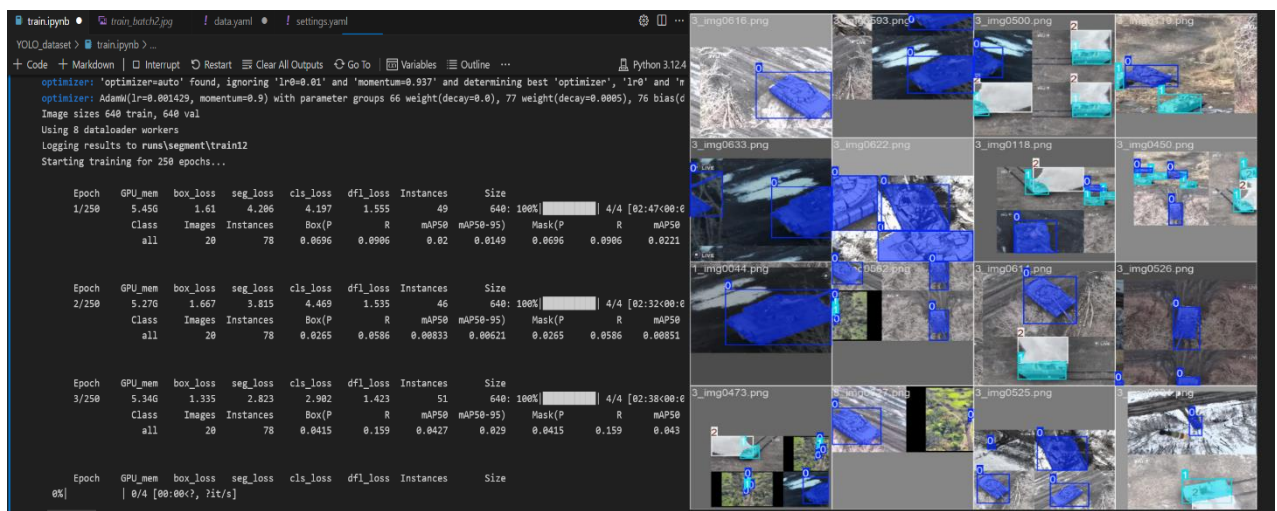 train.ipynb train_batch2.jpg ! data.yaml ! settings.yaml
YOLO_dataset > train.ipynb > ...
+ Code + Markdown Interrupt Restart Clear All Outputs Go To Variables Outline ... Python 3.12.4
optimizer: 'optimizer=auto' found, ignoring 'lr0=0.01' and 'momentum=0.937' and determining best 'optimizer', 'lr0' and 'm
optimizer: AdamW(lr=0.001429, momentum=0.9) with parameter groups 66 weight(decay=0.0), 77 weight(decay=0.0005), 76 bias(d
Image sizes 640 train, 640 val
Using 8 dataloader workers
Logging results to runs\segment\train12
Starting training for 250 epochs...
Epoch GPU_mem box_loss seg_loss cls_loss dfl_loss Instances Size
1/250 5.45G 1.61 4.206 4.197 1.555 49 640: 100%|██████████| 4/4 [02:47<00:0
Class Images Instances Box(P R mAP50 mAP50-95) Mask(P R mAP50
all 20 78 0.0696 0.0906 0.02 0.0149 0.0696 0.0906 0.0221
Epoch GPU_mem box_loss seg_loss cls_loss dfl_loss Instances Size
2/250 5.27G 1.667 3.815 4.469 1.535 46 640: 100%|██████████| 4/4 [02:32<00:0
Class Images Instances Box(P R mAP50 mAP50-95) Mask(P R mAP50
all 20 78 0.0265 0.0586 0.00833 0.00621 0.0265 0.0586 0.00851
Epoch GPU_mem box_loss seg_loss cls_loss dfl_loss Instances Size
3/250 5.34G 1.335 2.823 2.902 1.423 51 640: 100%|██████████| 4/4 [02:38<00:0
Class Images Instances Box(P R mAP50 mAP50-95) Mask(P R mAP50
all 20 78 0.0415 0.159 0.0427 0.029 0.0415 0.159 0.043
Epoch GPU_mem box_loss seg_loss cls_loss dfl_loss Instances Size
0%| | 0/4 [00:00<?, ?it/s]
3_img0616.png 3_img0500.png
3_img0633.png 3_img0622.png 3_img0118.png 3_img0450.png
LIVE
LIVE
1_img0044.png 3_img0526.png
3_img0473.png 3_img0525.png